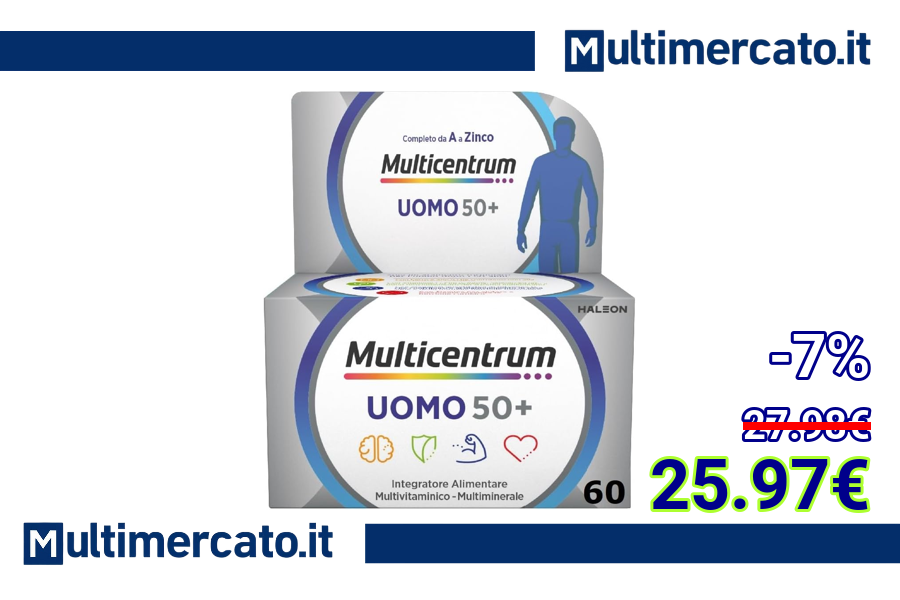 Multimercato.it
Completo da A a Zinco
Multicentrum
UOMO 50+
HALEON
Multicentrum
UOMO 50+
-7%
27.98€
25.97€
Integratore Alimentare
Multivitaminico - Multiminerale
60
Multimercato.it